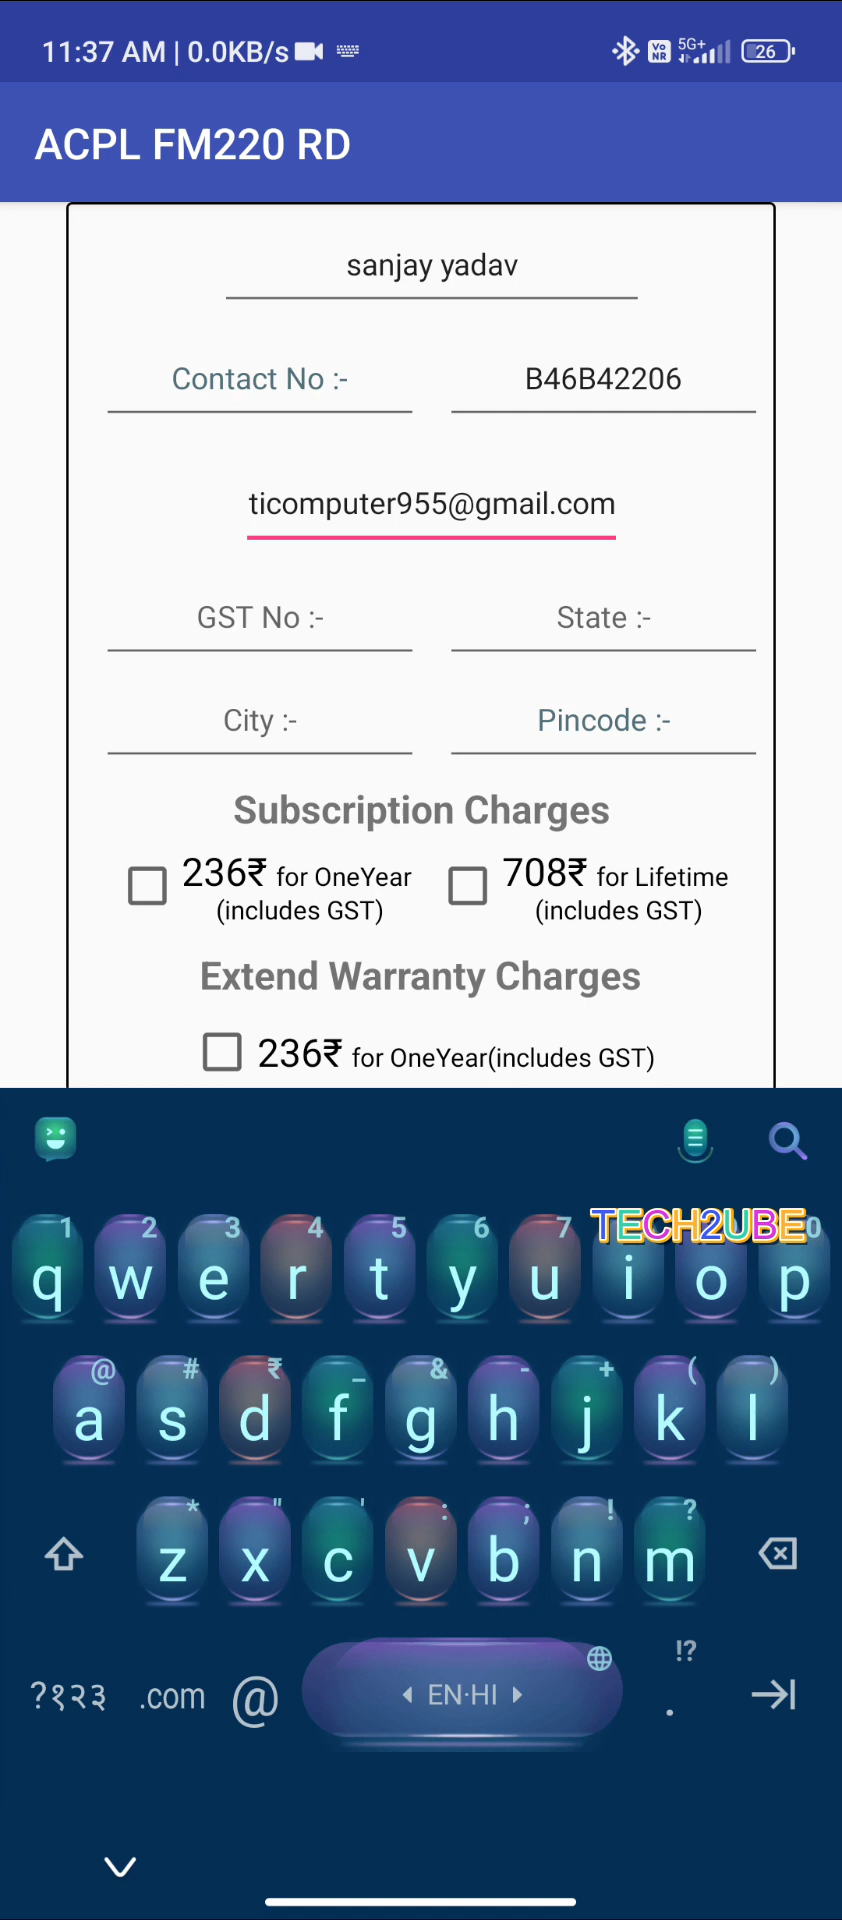 11:37 AM | 0.0KB/s
Vo NR 5G+ 26
ACPL FM220 RD
sanjay yadav
Contact No :- B46B42206
ticomputer955@gmail.com
GST No :- State :-
City :- Pincode :-
Subscription Charges
236₹ for OneYear 708₹ for Lifetime
(includes GST) (includes GST)
Extend Warranty Charges
236₹ for OneYear(includes GST)
TECH2UBE
1 2 3 4 5 6 7 0
q w e r t y u i o p
@ # ₹ _ & - + ( )
a s d f g h j k l
* " ' : ; ! ?
z x c v b n m
!?
?१२३ .com @ EN·HI .